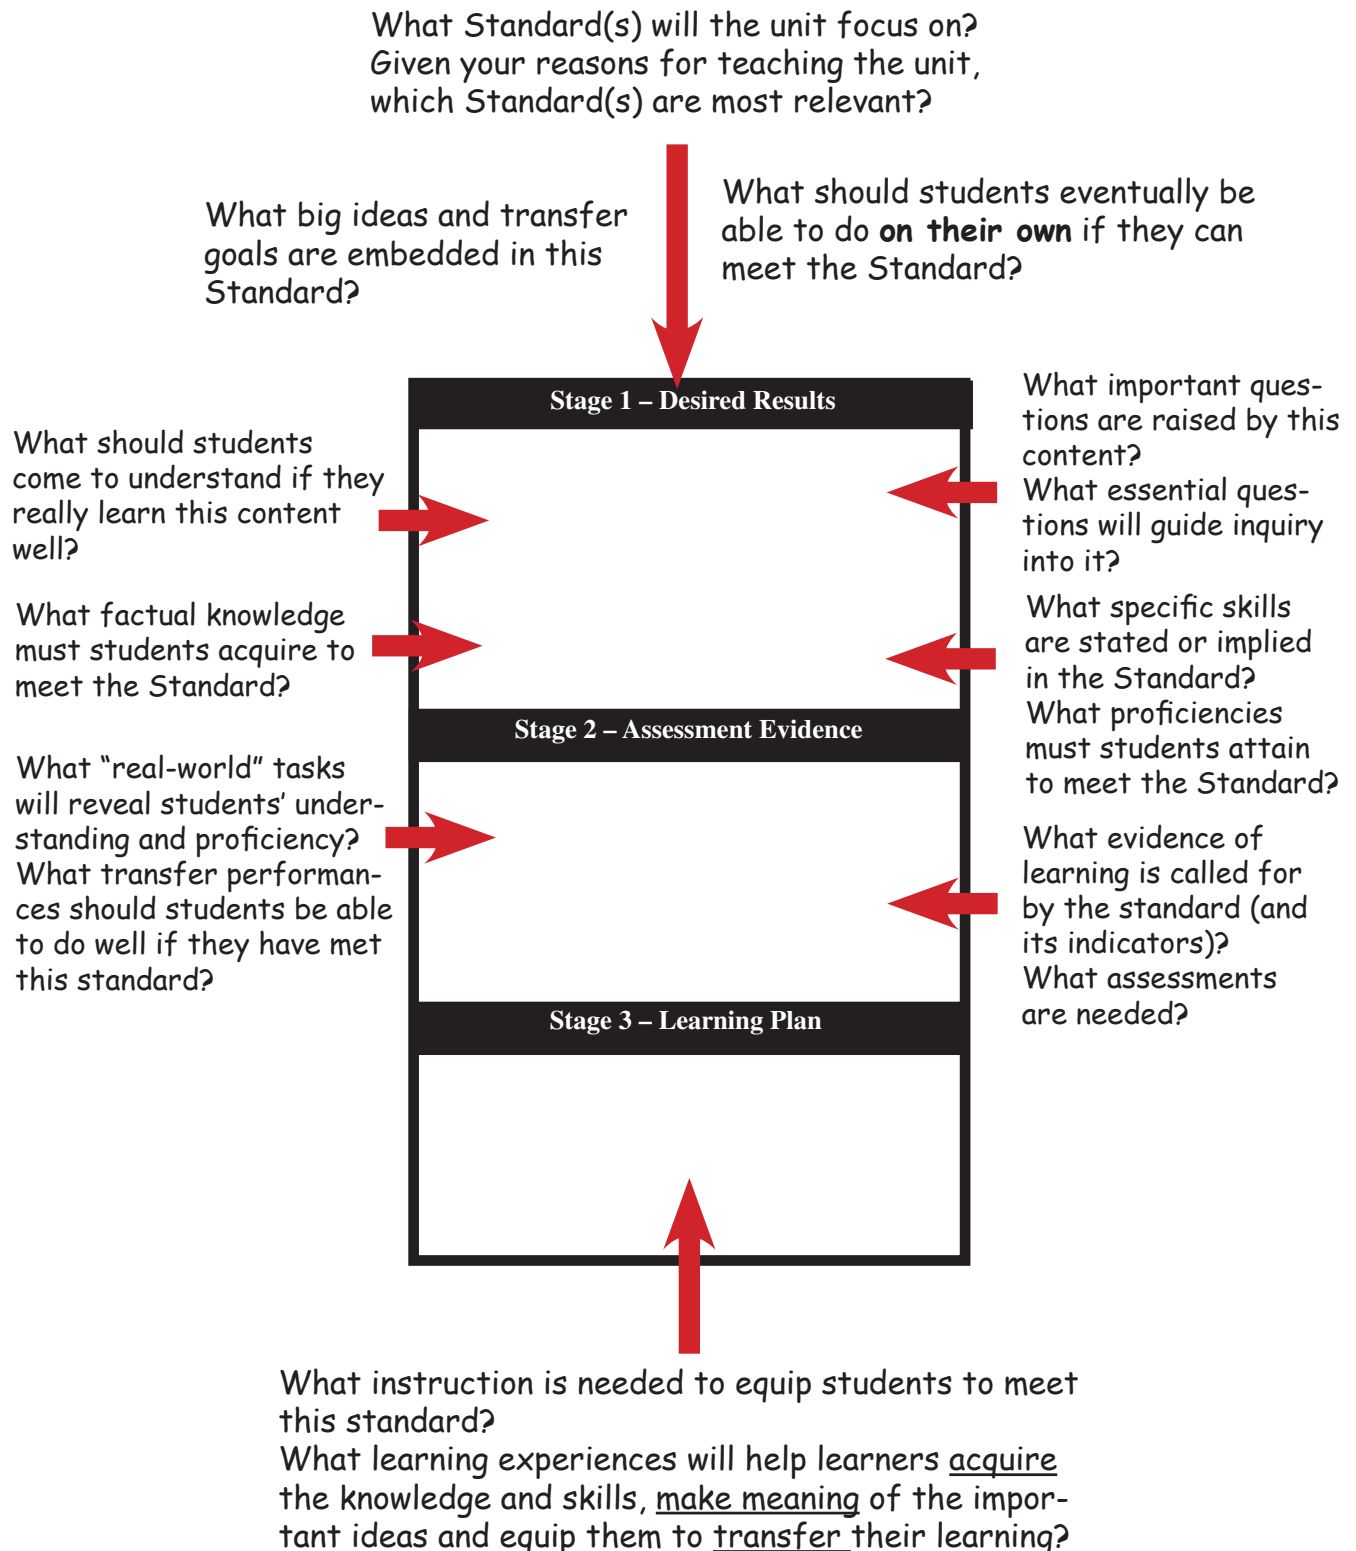 What Standard(s) will the unit focus on?
Given your reasons for teaching the unit,
which Standard(s) are most relevant?
What big ideas and transfer
goals are embedded in this
Standard?
What should students eventually be
able to do on their own if they can
meet the Standard?
Stage 1 – Desired Results
What should students
come to understand if they
really learn this content
well?
What important ques-
tions are raised by this
content?
What essential ques-
tions will guide inquiry
into it?
What factual knowledge
must students acquire to
meet the Standard?
What specific skills
are stated or implied
in the Standard?
What proficiencies
must students attain
to meet the Standard?
Stage 2 – Assessment Evidence
What “real-world” tasks
will reveal students’ under-
standing and proficiency?
What transfer performan-
ces should students be able
to do well if they have met
this standard?
What evidence of
learning is called for
by the standard (and
its indicators)?
What assessments
are needed?
Stage 3 – Learning Plan
What instruction is needed to equip students to meet
this standard?
What learning experiences will help learners acquire
the knowledge and skills, make meaning of the impor-
tant ideas and equip them to transfer their learning?